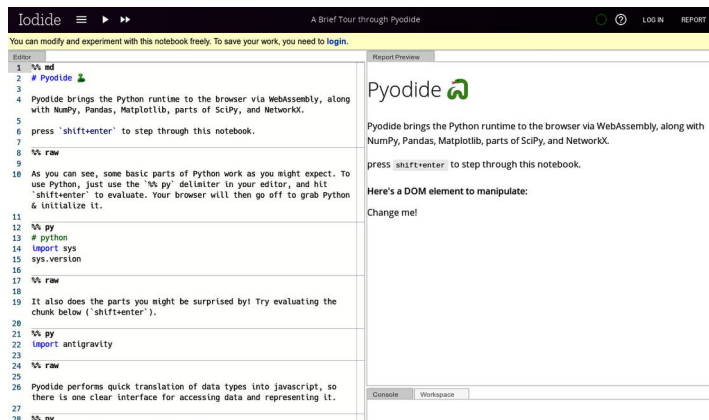 Iodide
A Brief Tour through Pyodide
LOG IN REPORT
You can modify and experiment with this notebook freely. To save your work, you need to login.
Editor
1 %% md
2 # Pyodide
3
4 Pyodide brings the Python runtime to the browser via WebAssembly, along
with NumPy, Pandas, Matplotlib, parts of SciPy, and NetworkX.
5
6 press `shift+enter` to step through this notebook.
7
8 %% raw
9
10 As you can see, some basic parts of Python work as you might expect. To
use Python, just use the `%% py` delimiter in your editor, and hit
`shift+enter` to evaluate. Your browser will then go off to grab Python
& initialize it.
11
12 %% py
13 # python
14 import sys
15 sys.version
16
17 %% raw
18
19 It also does the parts you might be surprised by! Try evaluating the
chunk below (`shift+enter`).
20
21 %% py
22 import antigravity
23
24 %% raw
25
26 Pyodide performs quick translation of data types into javascript, so
there is one clear interface for accessing data and representing it.
27
28 %% py
Report Preview
Pyodide
Pyodide brings the Python runtime to the browser via WebAssembly, along with
NumPy, Pandas, Matplotlib, parts of SciPy, and NetworkX.
press shift+enter to step through this notebook.
Here's a DOM element to manipulate:
Change me!
Console Workspace